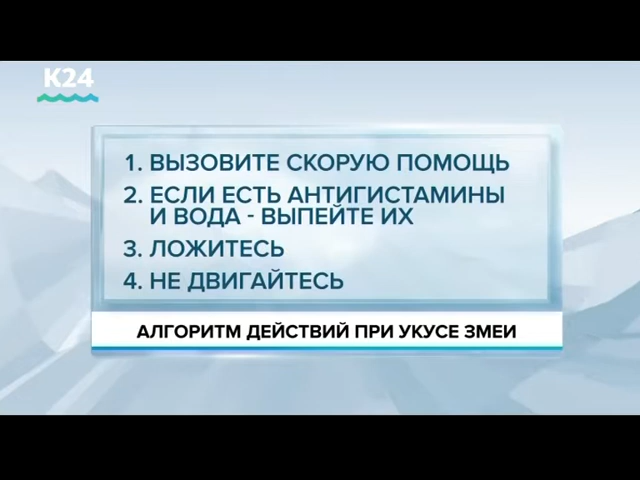 К24
1. ВЫЗОВИТЕ СКОРУЮ ПОМОЩЬ
2. ЕСЛИ ЕСТЬ АНТИГИСТАМИНЫ
И ВОДА - ВЫПЕЙТЕ ИХ
3. ЛОЖИТЕСЬ
4. НЕ ДВИГАЙТЕСЬ
АЛГОРИТМ ДЕЙСТВИЙ ПРИ УКУСЕ ЗМЕИ